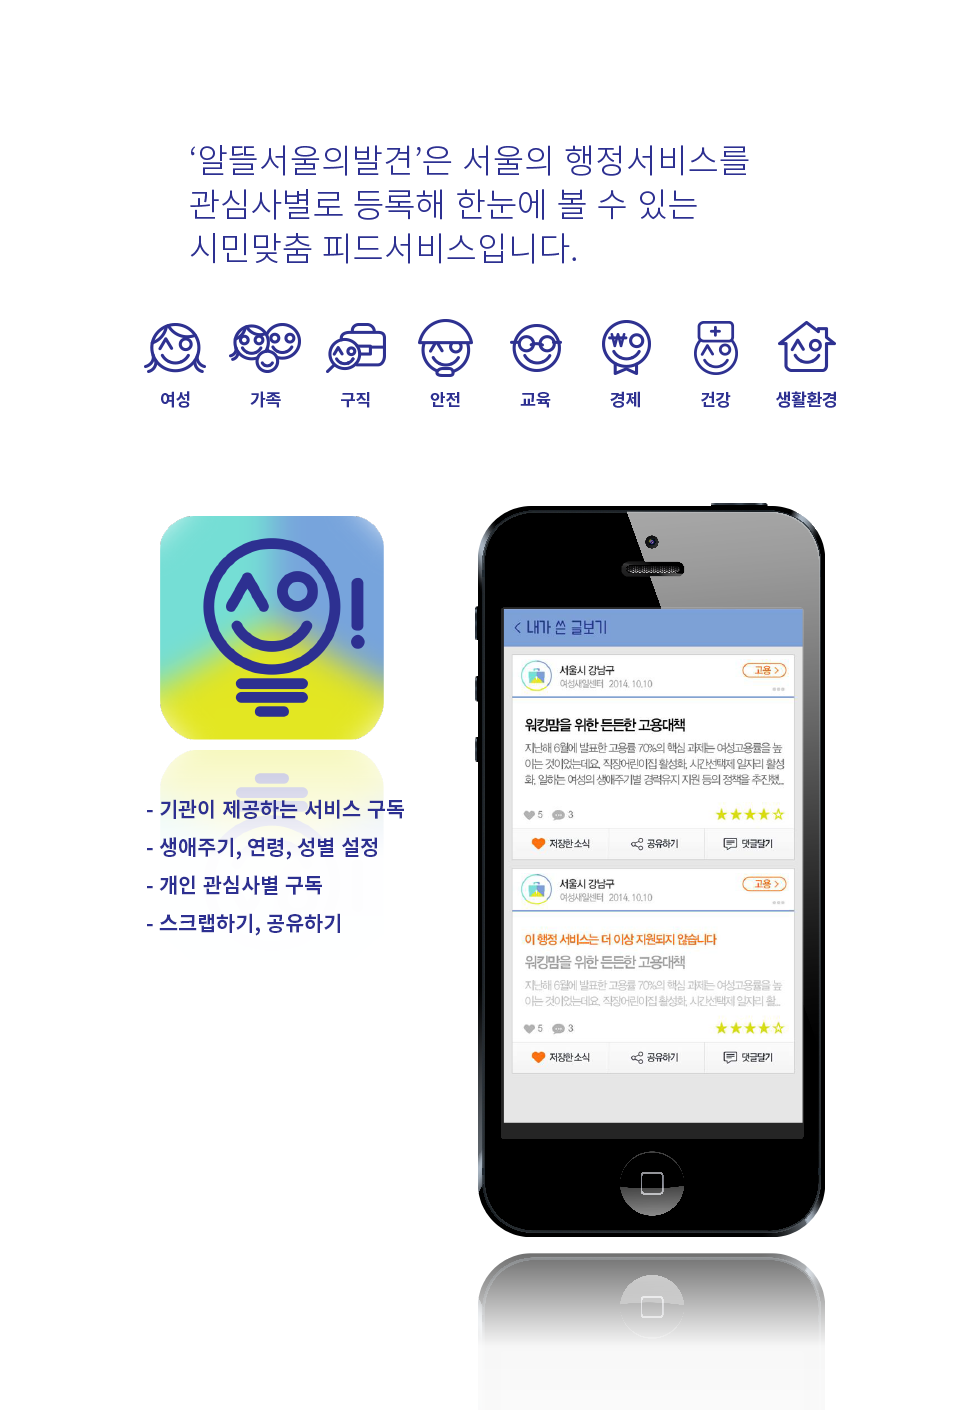 ‘알뜰서울의발견’은 서울의 행정서비스를
관심사별로 등록해 한눈에 볼 수 있는
시민맞춤 피드서비스입니다.
여성 가족 구직 안전 교육 경제 건강 생활환경
- 기관이 제공하는 서비스 구독
- 생애주기, 연령, 성별 설정
- 개인 관심사별 구독
- 스크랩하기, 공유하기
< 내가 쓴 글보기
서울시 강남구 고용 >
여성새일센터 2014.10.10
워킹맘을 위한 든든한 고용대책
지난해 6월에 발표한 고용률 70%의 핵심 과제는 여성고용률을 높
이는 것이었는데요. 직장어린이집 활성화, 시간선택제 일자리 활성
화, 일하는 여성의 생애주기별 경력유지 지원 등의 정책을 추진했...
5 3
저장한 소식 공유하기 댓글달기
서울시 강남구 고용 >
여성새일센터 2014.10.10
이 행정 서비스는 더 이상 지원되지 않습니다
워킹맘을 위한 든든한 고용대책
지난해 6월에 발표한 고용률 70%의 핵심 과제는 여성고용률을 높
이는 것이었는데요. 직장어린이집 활성화, 시간선택제 일자리 활...
5 3
저장한 소식 공유하기 댓글달기